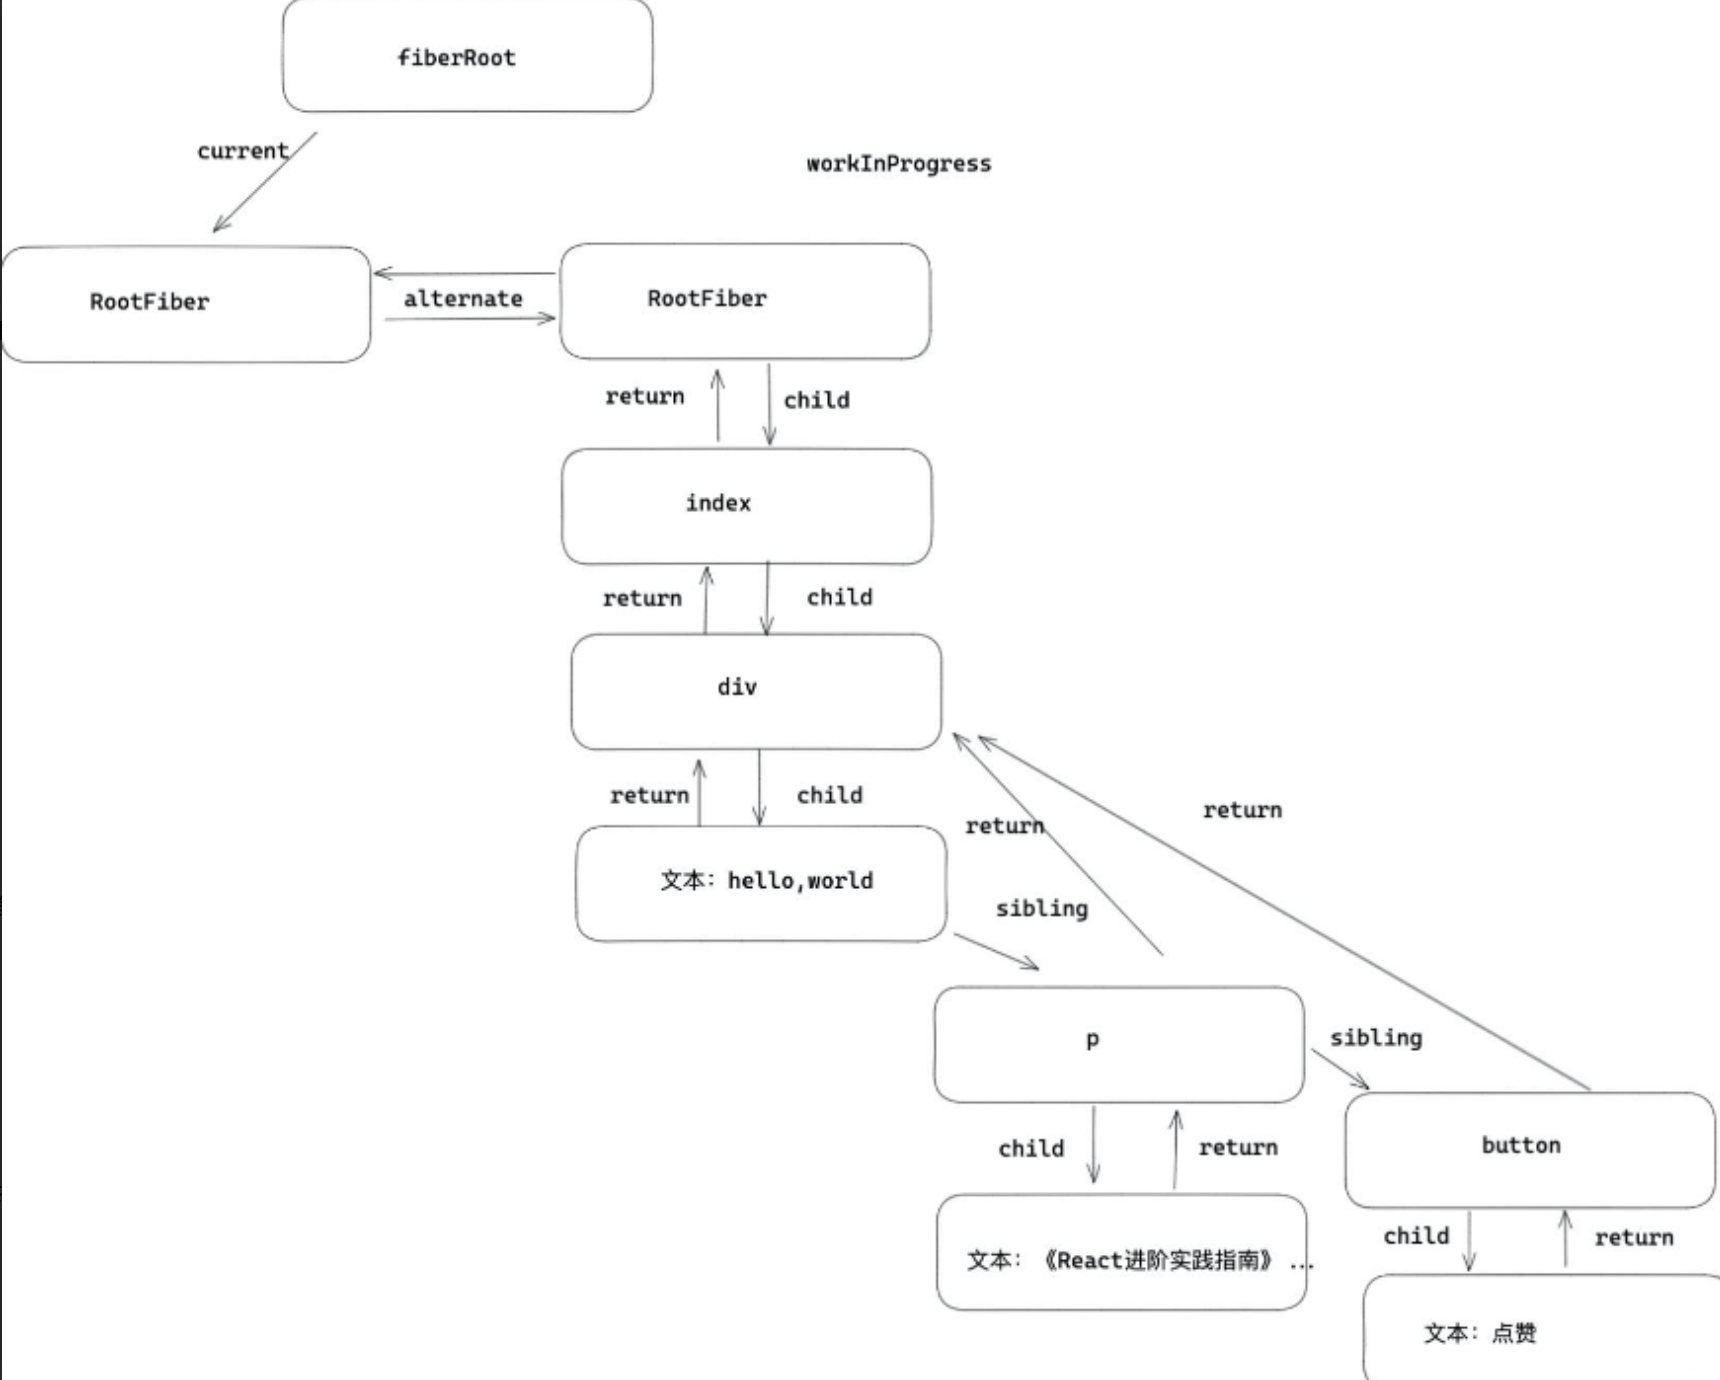 fiberRoot
current
workInProgress
RootFiber
alternate
RootFiber
return
child
index
return
child
div
return
child
return
return
文本：hello,world
sibling
p
sibling
child
return
button
child
return
文本：《React进阶实践指南》 ...
文本：点赞